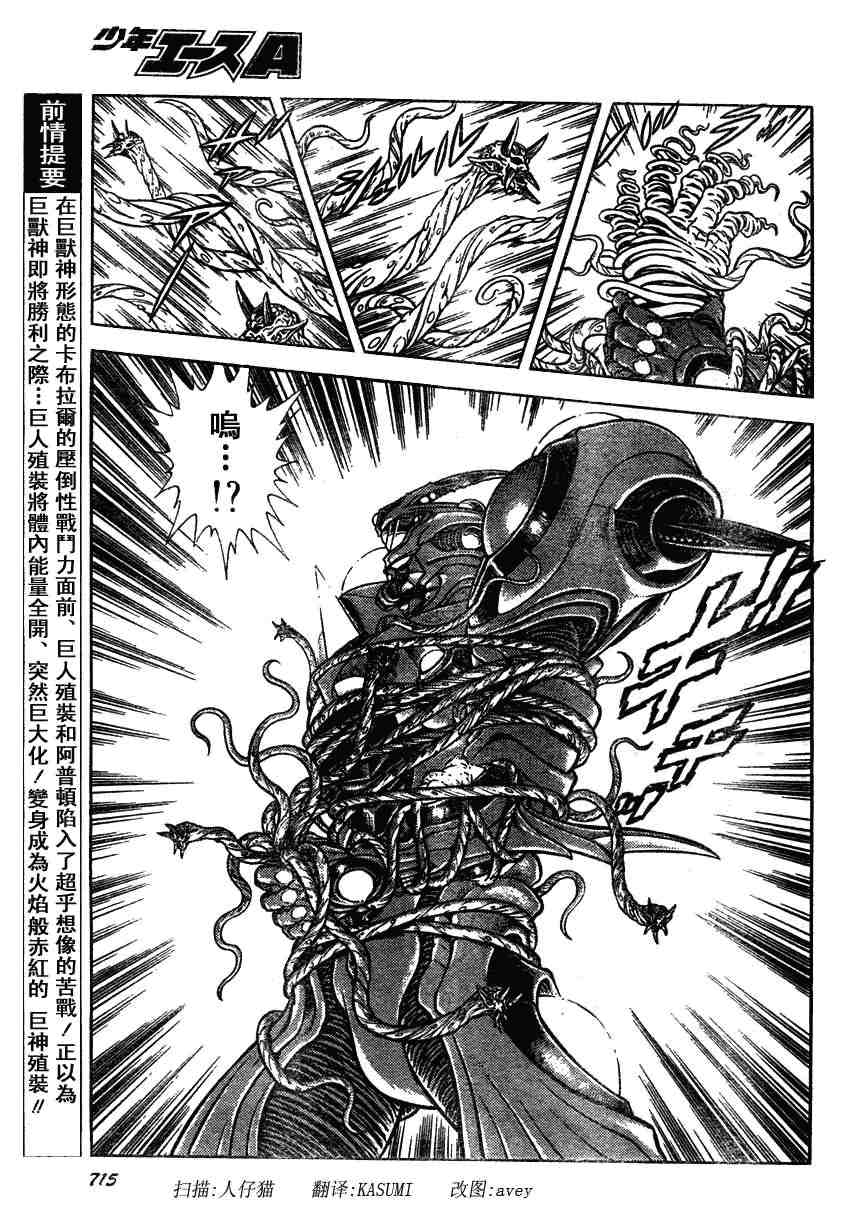 少年エースA
前情提要
在巨獸神形態的卡布拉爾的壓倒性戰鬥力面前、巨人殖裝和阿普頓陷入了超乎想像的苦戰！正以為
巨獸神即將勝利之際…巨人殖裝將體內能量全開、突然巨大化！變身成為火焰般赤紅的 巨神殖裝!!
嗚…!?
715
扫描:人仔猫 翻译:KASUMI 改图:avey